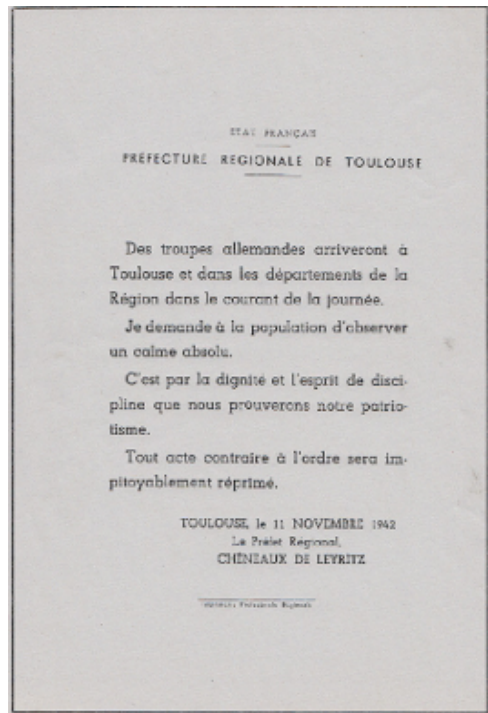 ETAT FRANÇAIS
PRÉFECTURE REGIONALE DE TOULOUSE
Des troupes allemandes arriveront à
Toulouse et dans les départements de la
Région dans le courant de la journée.
Je demande à la population d'observer
un calme absolu.
C'est par la dignité et l'esprit de disci-
pline que nous prouverons notre patrio-
tisme.
Tout acte contraire à l'ordre sera im-
pitoyablement réprimé.
TOULOUSE, le 11 NOVEMBRE 1942
Le Préfet Régional,
CHÉNEAUX DE LEYRITZ